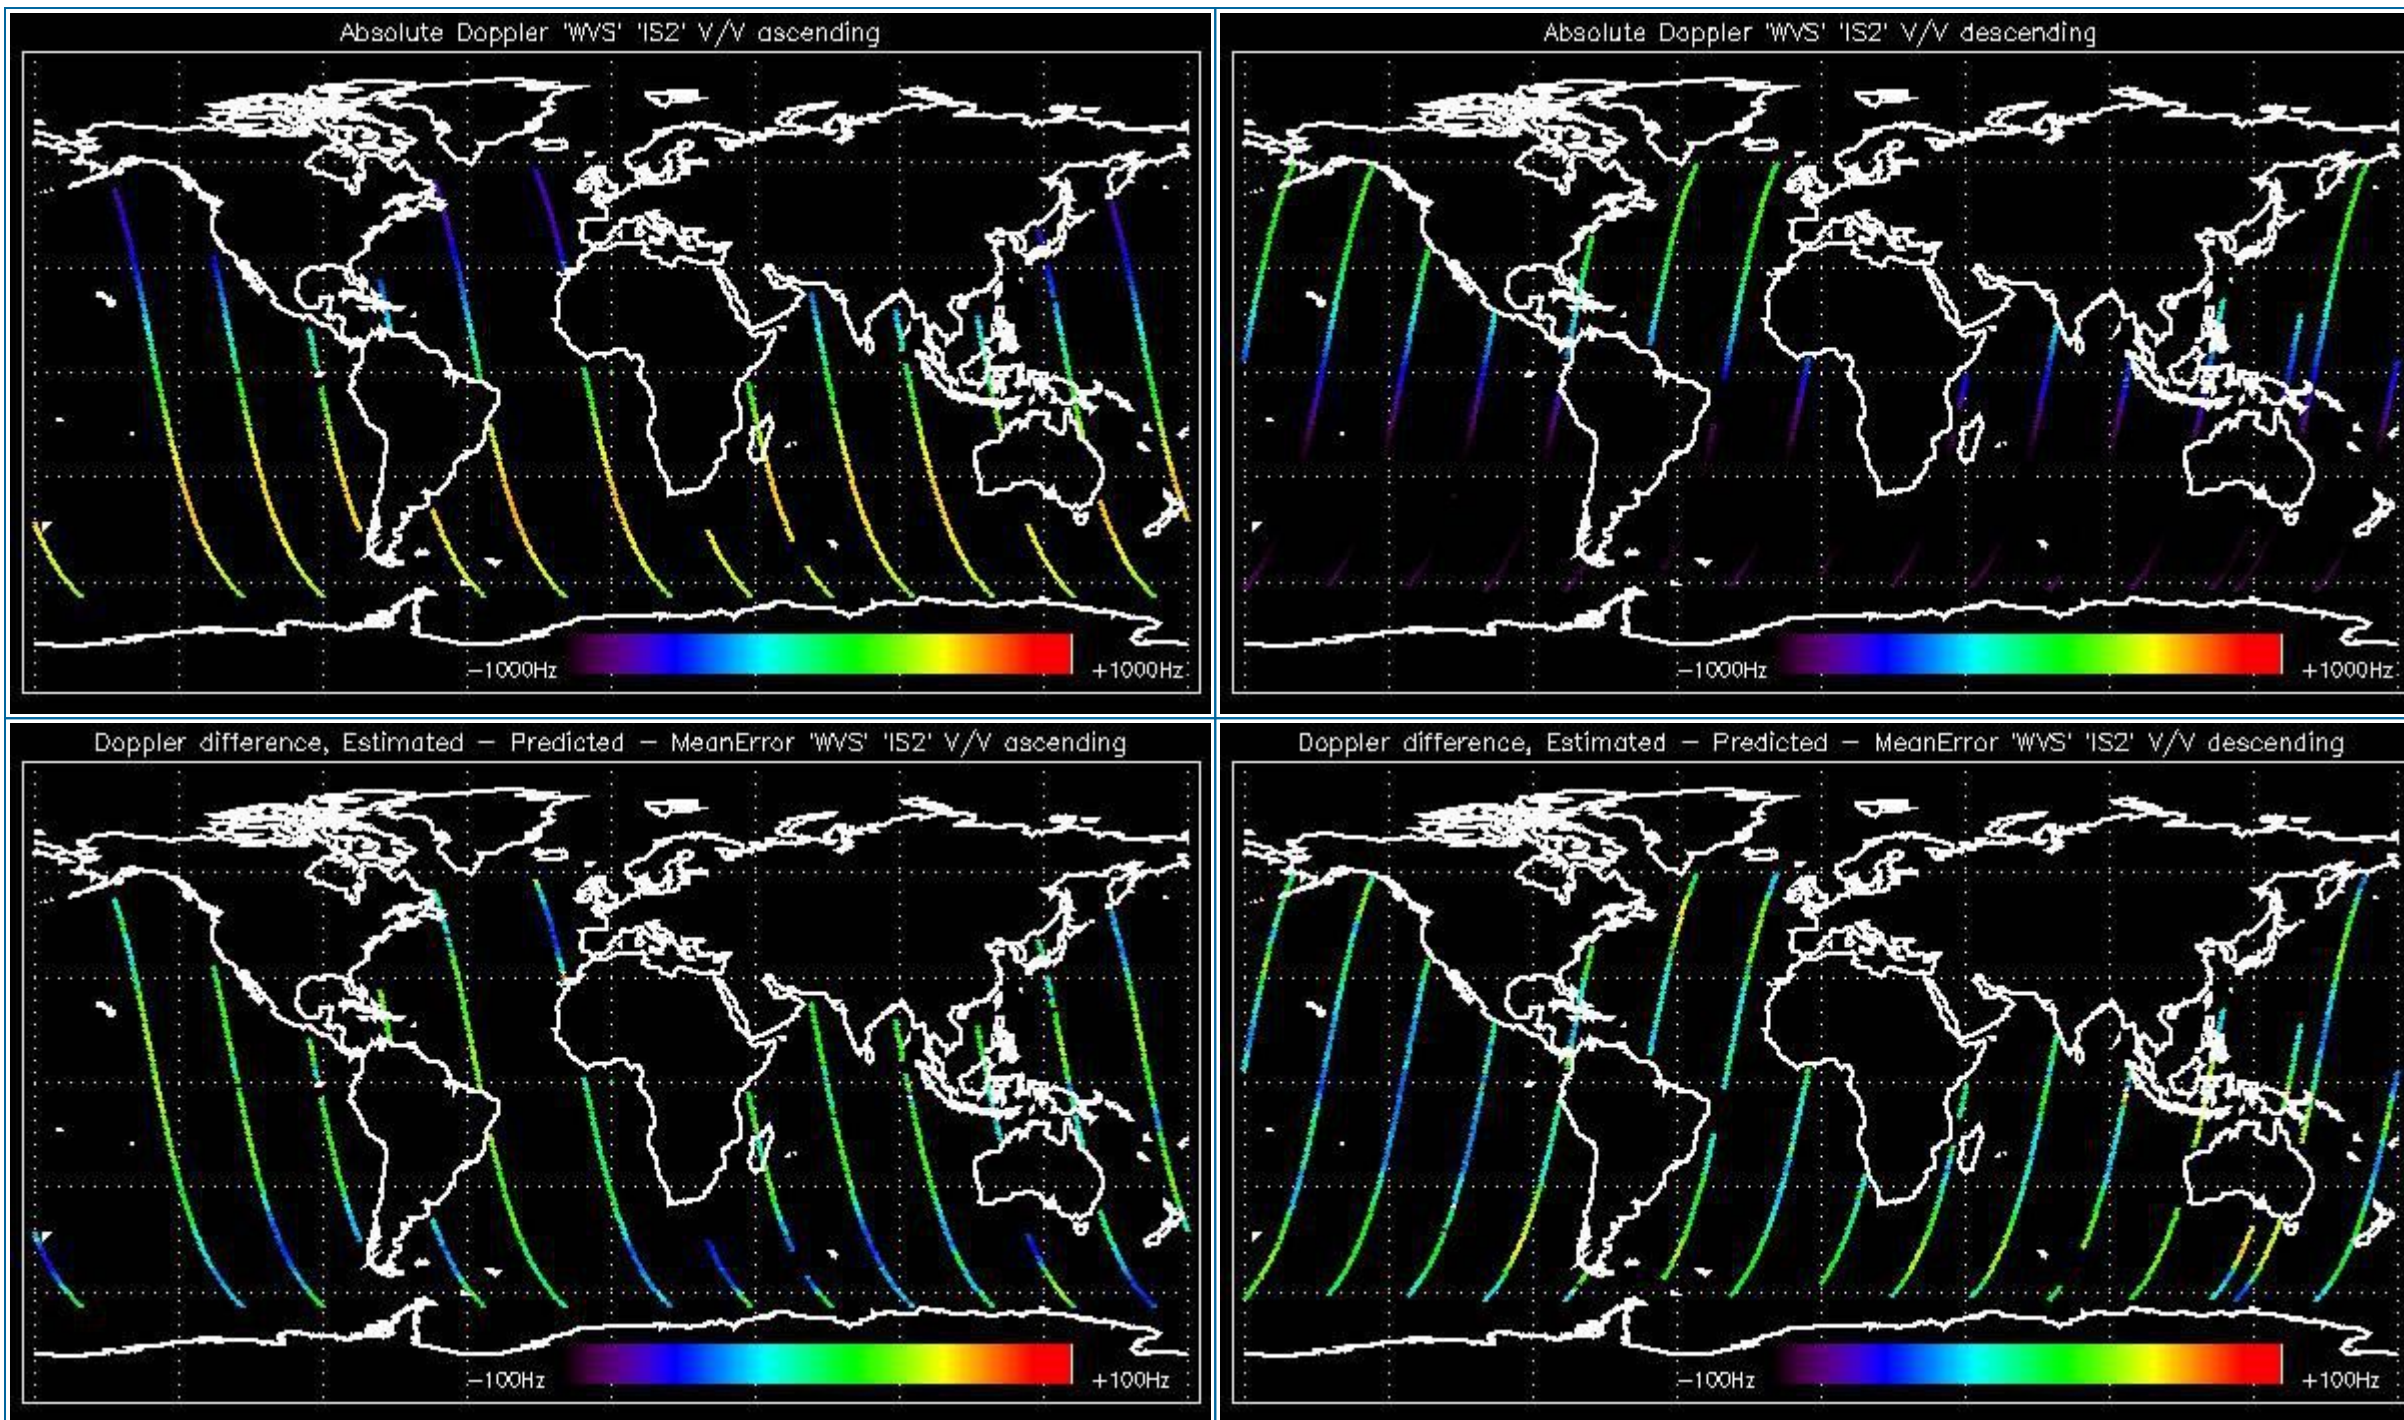 Absolute Doppler 'WVS' 'IS2' V/V ascending
-1000Hz
+1000Hz
Absolute Doppler 'WVS' 'IS2' V/V descending
-1000Hz
+1000Hz
Doppler difference, Estimated - Predicted - MeanError 'WVS' 'IS2' V/V ascending
-100Hz
+100Hz
Doppler difference, Estimated - Predicted - MeanError 'WVS' 'IS2' V/V descending
-100Hz
+100Hz